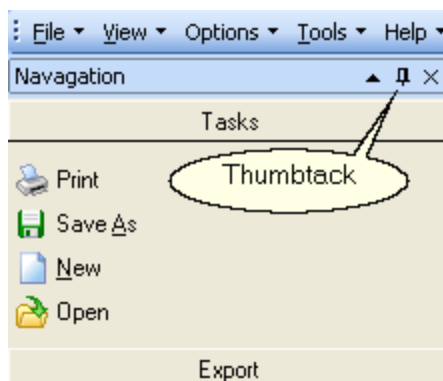 File View Options Tools Help
Navagation
Tasks
Thumbtack
Print
Save As
New
Open
Export